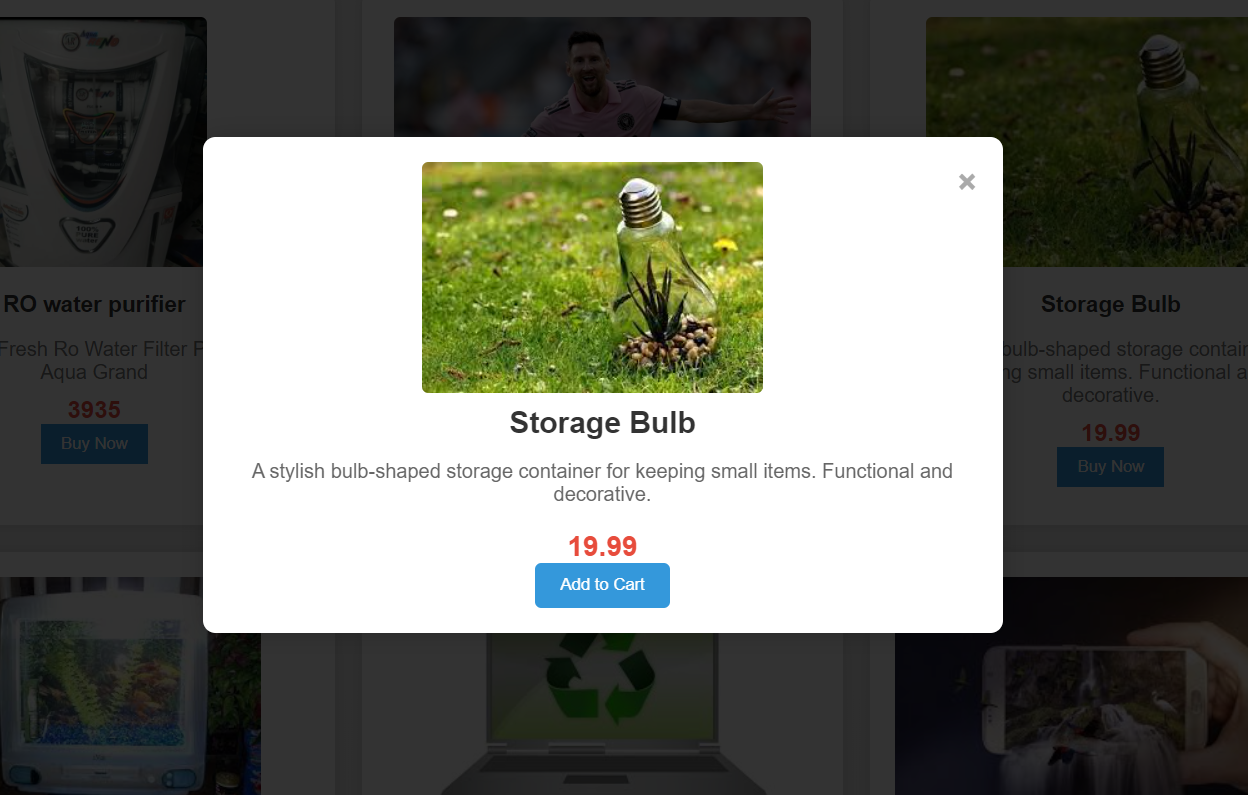 100%
PURE
RO water purifier
Fresh Ro Water Filter
Aqua Grand
3935
Buy Now
×
Storage Bulb
A stylish bulb-shaped storage container for keeping small items. Functional and
decorative.
19.99
Add to Cart
Storage Bulb
bulb-shaped storage
small items. Functional
decorative.
19.99
Buy Now